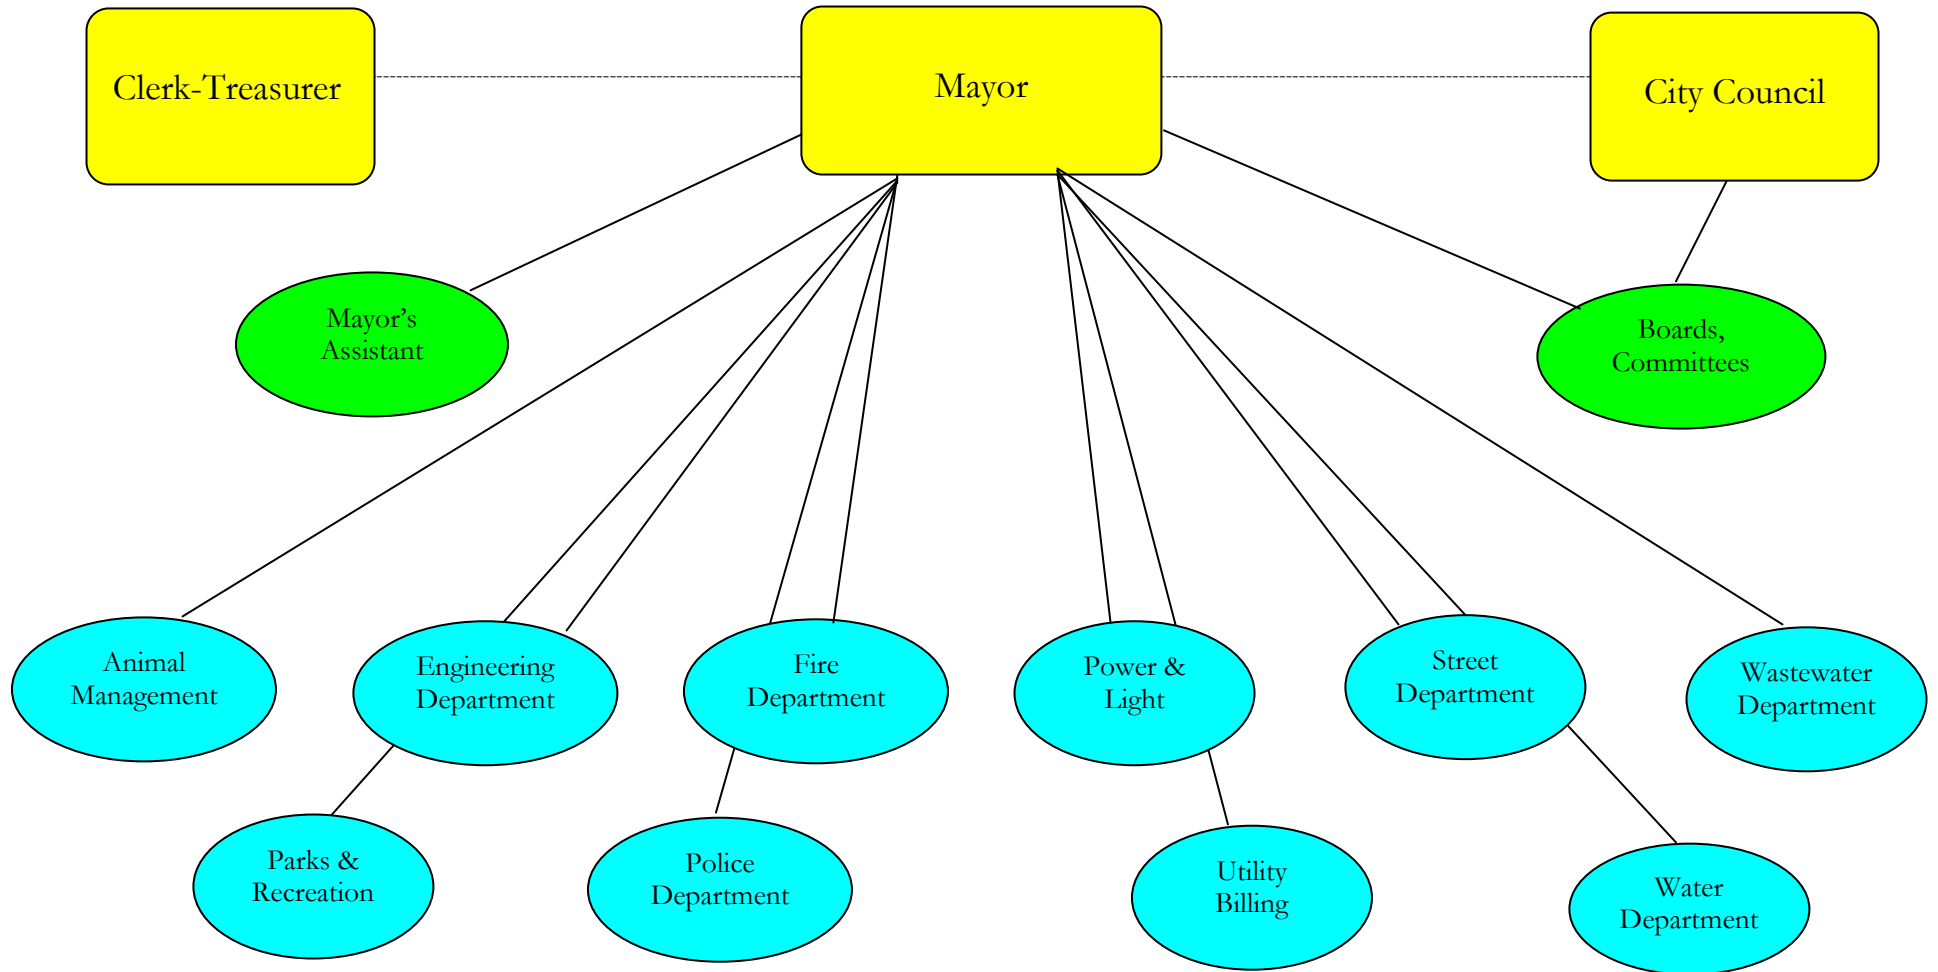 Clerk-Treasurer
Mayor
City Council
Mayor’s
Assistant
Boards,
Committees
Animal
Management
Engineering
Department
Fire
Department
Power &
Light
Street
Department
Wastewater
Department
Parks &
Recreation
Police
Department
Utility
Billing
Water
Department